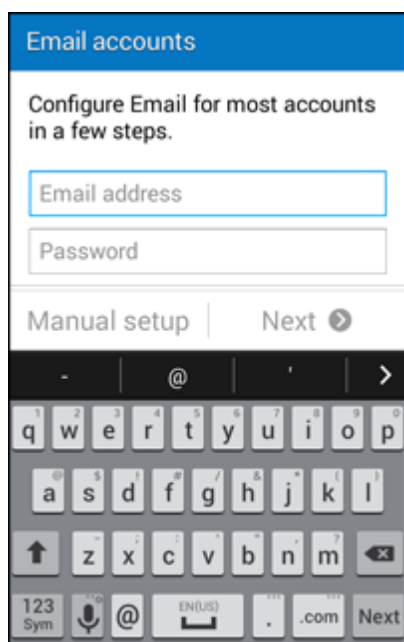 Email accounts
Configure Email for most accounts
in a few steps.
Email address
Password
Manual setup Next
- @ '
1 2 3 4 5 6 7 8 9 0
q w e r t y u i o p
@ $ ! # / & * ( )
a s d f g h j k l
z x c v b n m
123 Sym @ EN(US) . .com Next